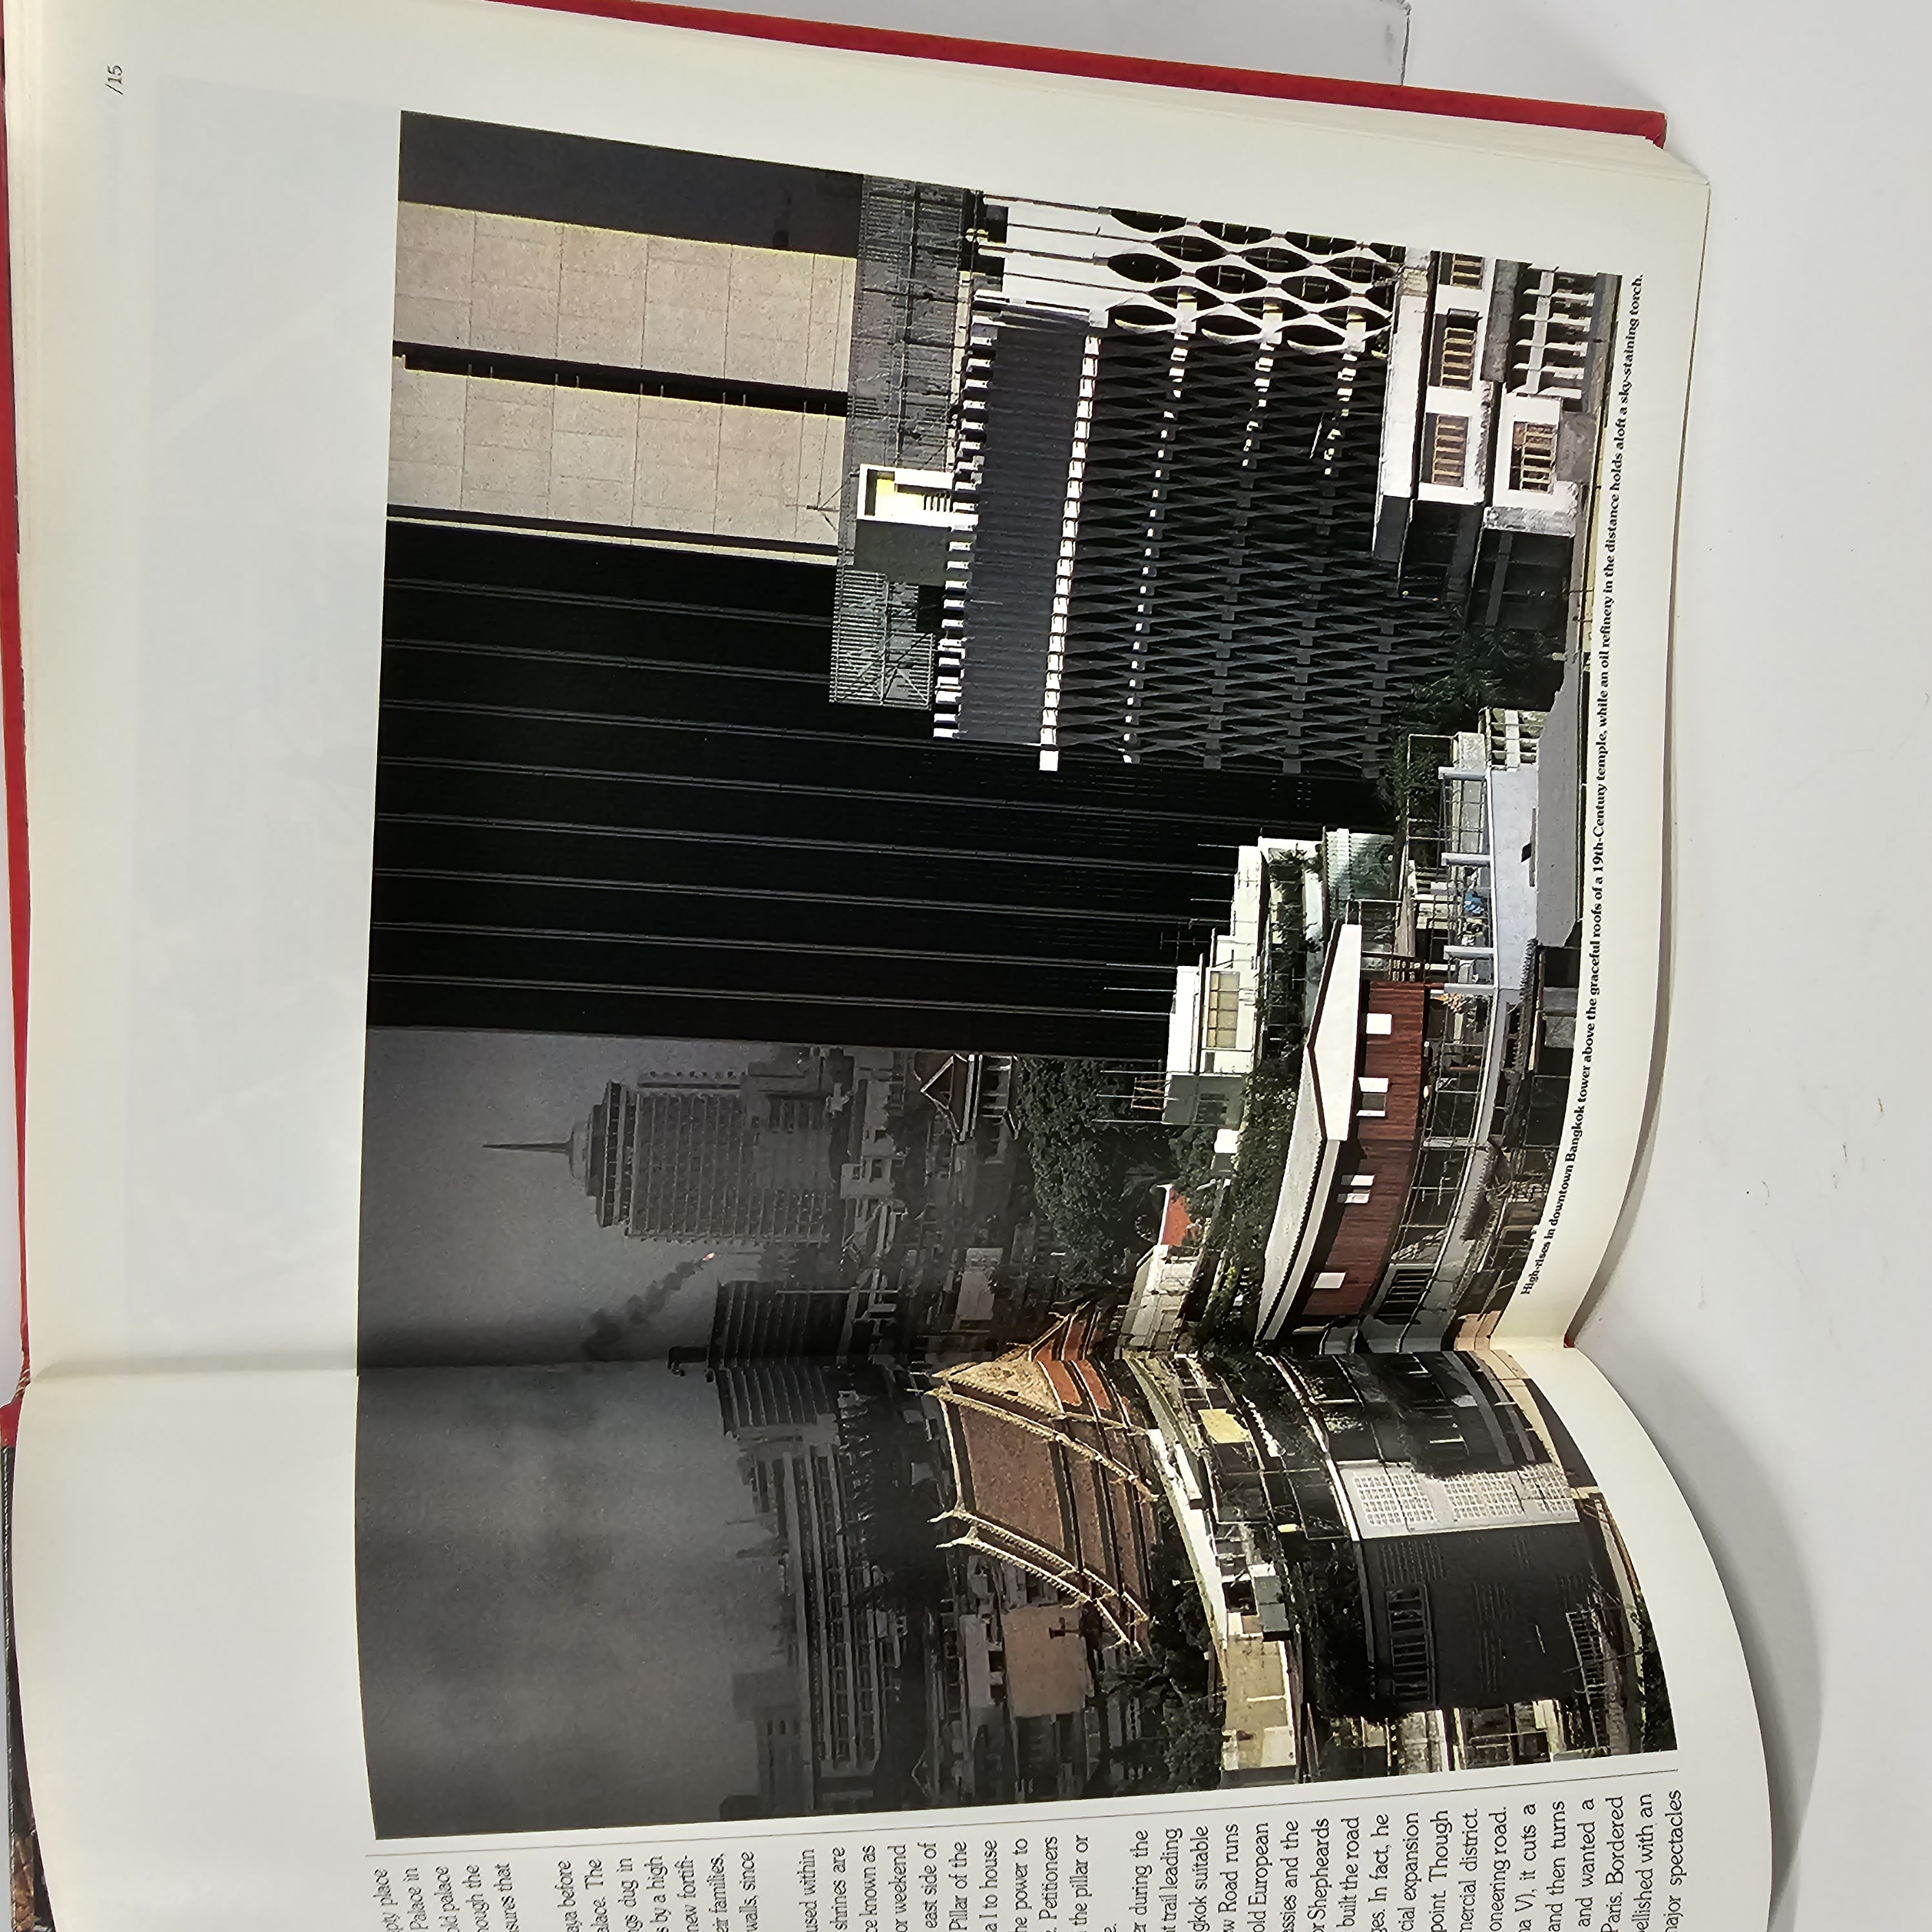 place
Palace in
old palace
hough the
sures that
aya before
alace. The
ngs dug in
s by a high
new fortifi-
eir families,
walls, since
used within
shrines are
ce known as
or weekend
east side of
Pillar of the
a I to house
he power to
. Petitioners
the pillar or
e.
er during the
t trail leading
gkok suitable
w Road runs
old European
assies and the
or Shepheards
built the road
ges. In fact, he
cial expansion
point. Though
mercial district.
oneering road.
na V), it cuts a
and then turns
and wanted a
Paris. Bordered
ellished with an
major spectacles
/15
High-rises in downtown Bangkok tower above the graceful roofs of a 19th-Century temple, while an oil refinery in the distance holds aloft a sky-staining torch.